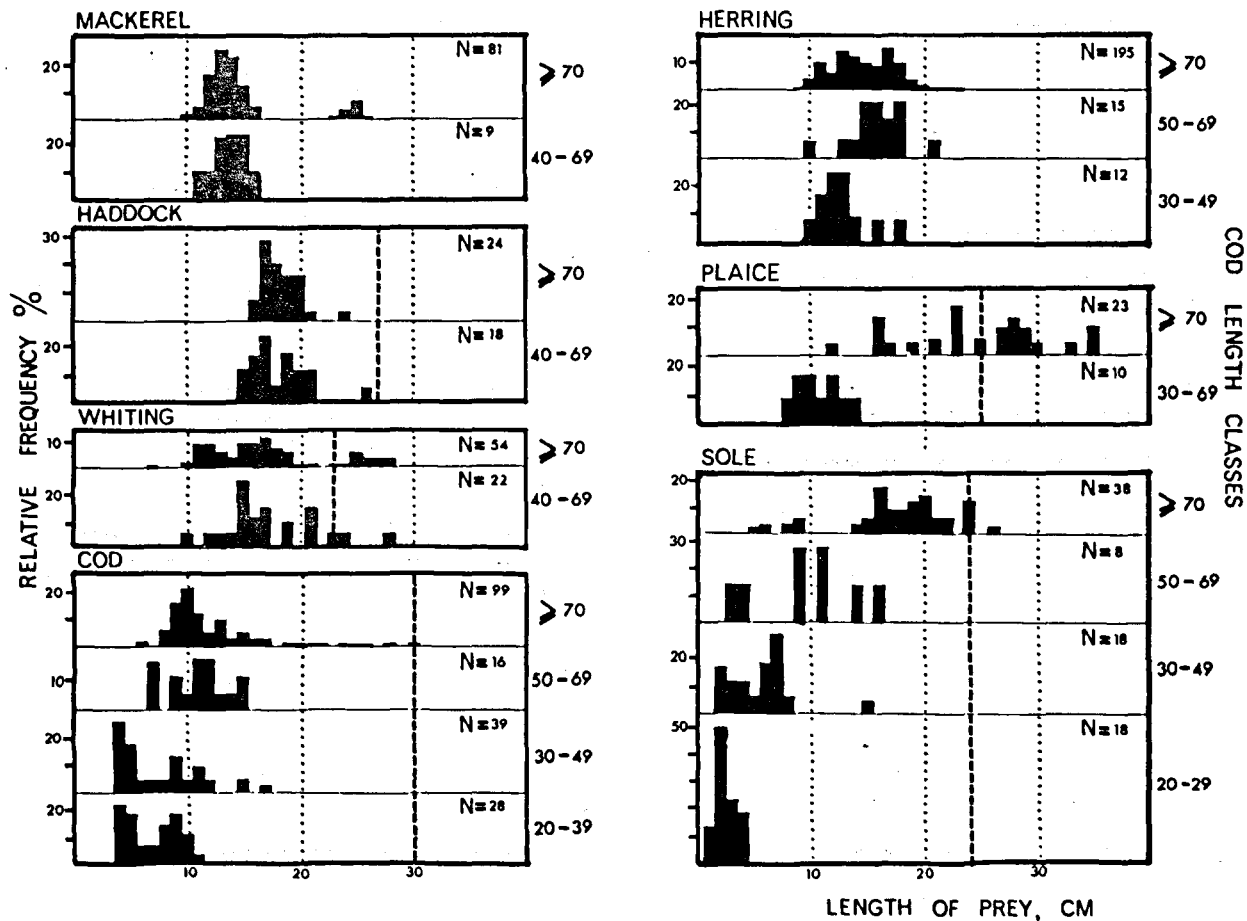 MACKEREL
20
N=81
⩾ 70
20
N=9
40-69
HADDOCK
30
N=24
⩾ 70
20
N=18
40-69
WHITING
10
N=54
⩾ 70
20
N=22
40-69
COD
20
N=99
⩾ 70
10
N=16
50-69
20
N=39
30-49
20
N=28
20-39
10 20 30
RELATIVE FREQUENCY %
HERRING
10
N=195
⩾ 70
20
N=15
50-69
20
N=12
30-49
PLAICE
20
N=23
⩾ 70
20
N=10
30-69
SOLE
20
N=38
⩾ 70
30
N=8
50-69
20
N=18
30-49
50
N=18
20-29
10 20 30
LENGTH OF PREY, CM
COD LENGTH CLASSES